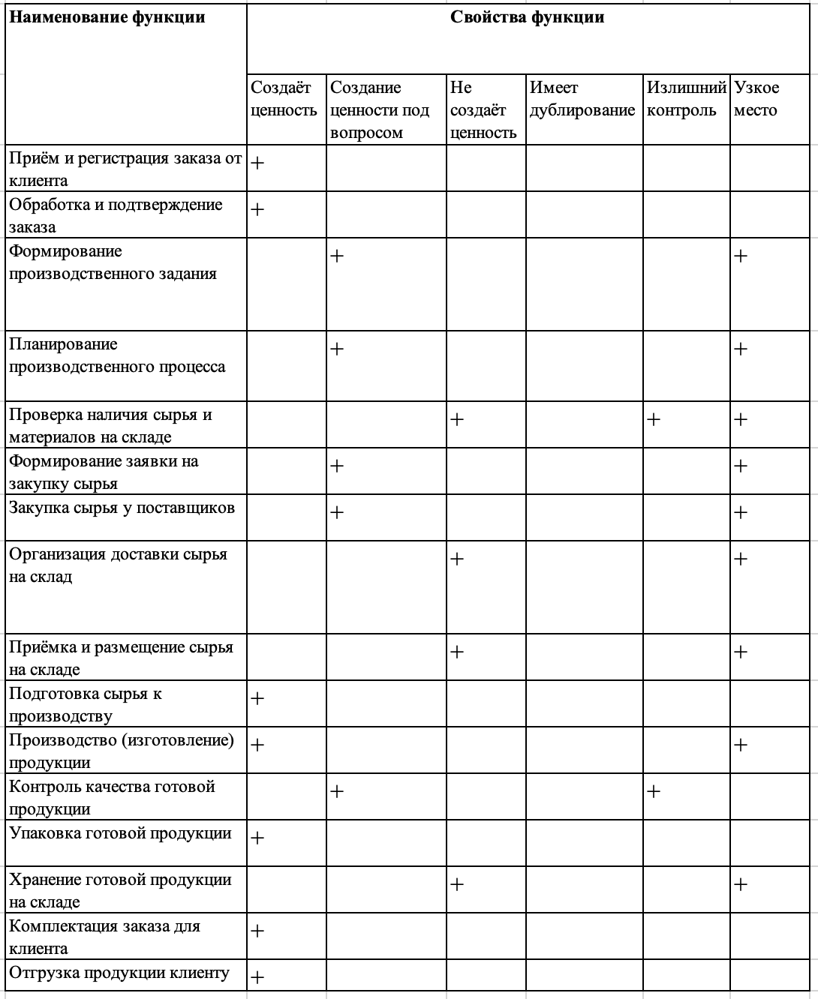 Наименование функции
Свойства функции
Создаёт
ценность
Создание
ценности под
вопросом
Не
создаёт
ценность
Имеет
дублирование
Излишний
контроль
Узкое
место
Приём и регистрация заказа от
клиента
+
Обработка и подтверждение
заказа
+
Формирование
производственного задания
+ +
Планирование
производственного процесса
+ +
Проверка наличия сырья и
материалов на складе
+ + +
Формирование заявки на
закупку сырья
+ +
Закупка сырья у поставщиков
+ +
Организация доставки сырья
на склад
+ +
Приёмка и размещение сырья
на складе
+ +
Подготовка сырья к
производству
+
Производство (изготовление)
продукции
+ +
Контроль качества готовой
продукции
+ +
Упаковка готовой продукции
+
Хранение готовой продукции
на складе
+ +
Комплектация заказа для
клиента
+
Отгрузка продукции клиенту
+